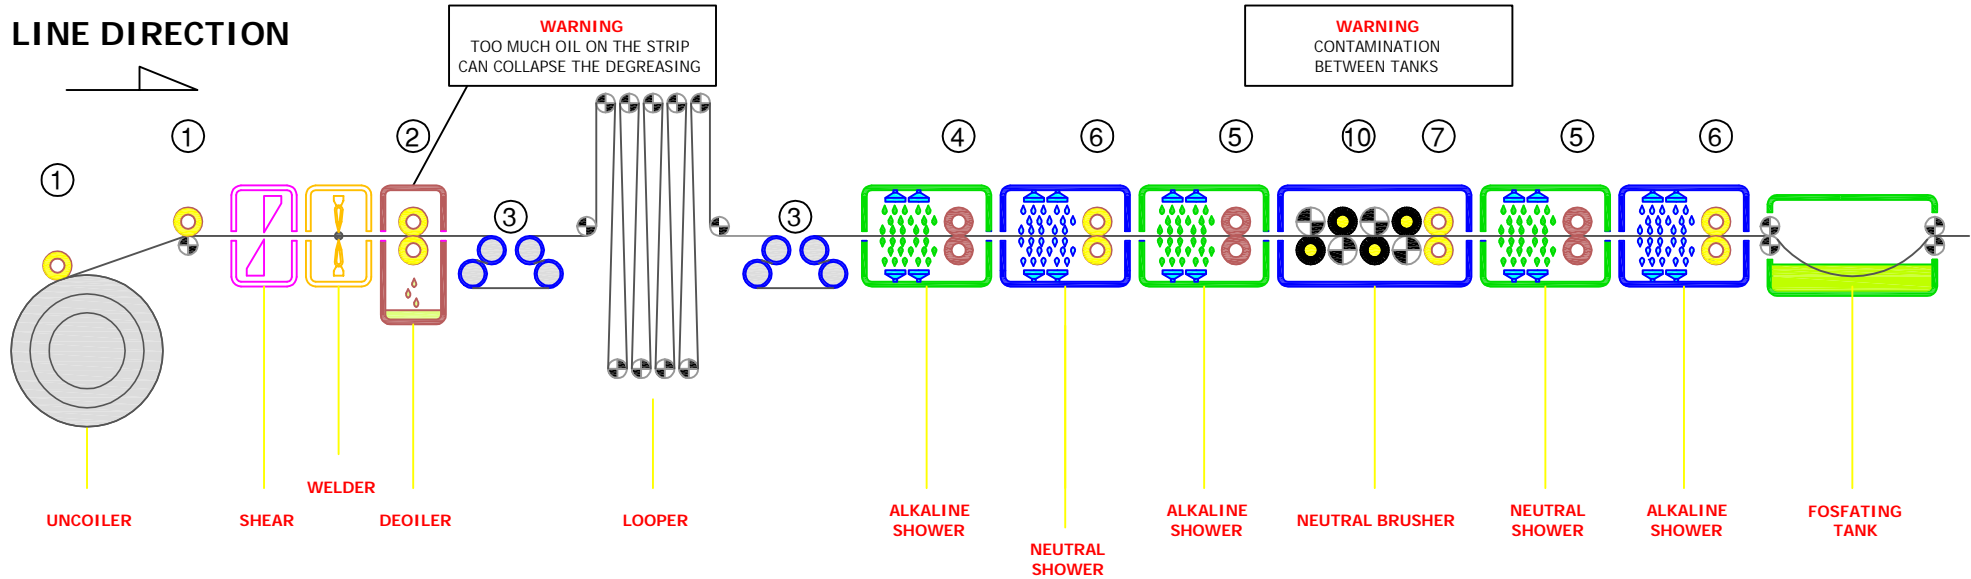 LINE DIRECTION
WARNING
TOO MUCH OIL ON THE STRIP
CAN COLLAPSE THE DEGREASING
WARNING
CONTAMINATION
BETWEEN TANKS
1
1
2
3
3
4
6
5
10
7
5
6
UNCOILER
SHEAR
WELDER
DEOILER
LOOPER
ALKALINE
SHOWER
NEUTRAL
SHOWER
ALKALINE
SHOWER
NEUTRAL BRUSHER
NEUTRAL
SHOWER
ALKALINE
SHOWER
FOSFATING
TANK